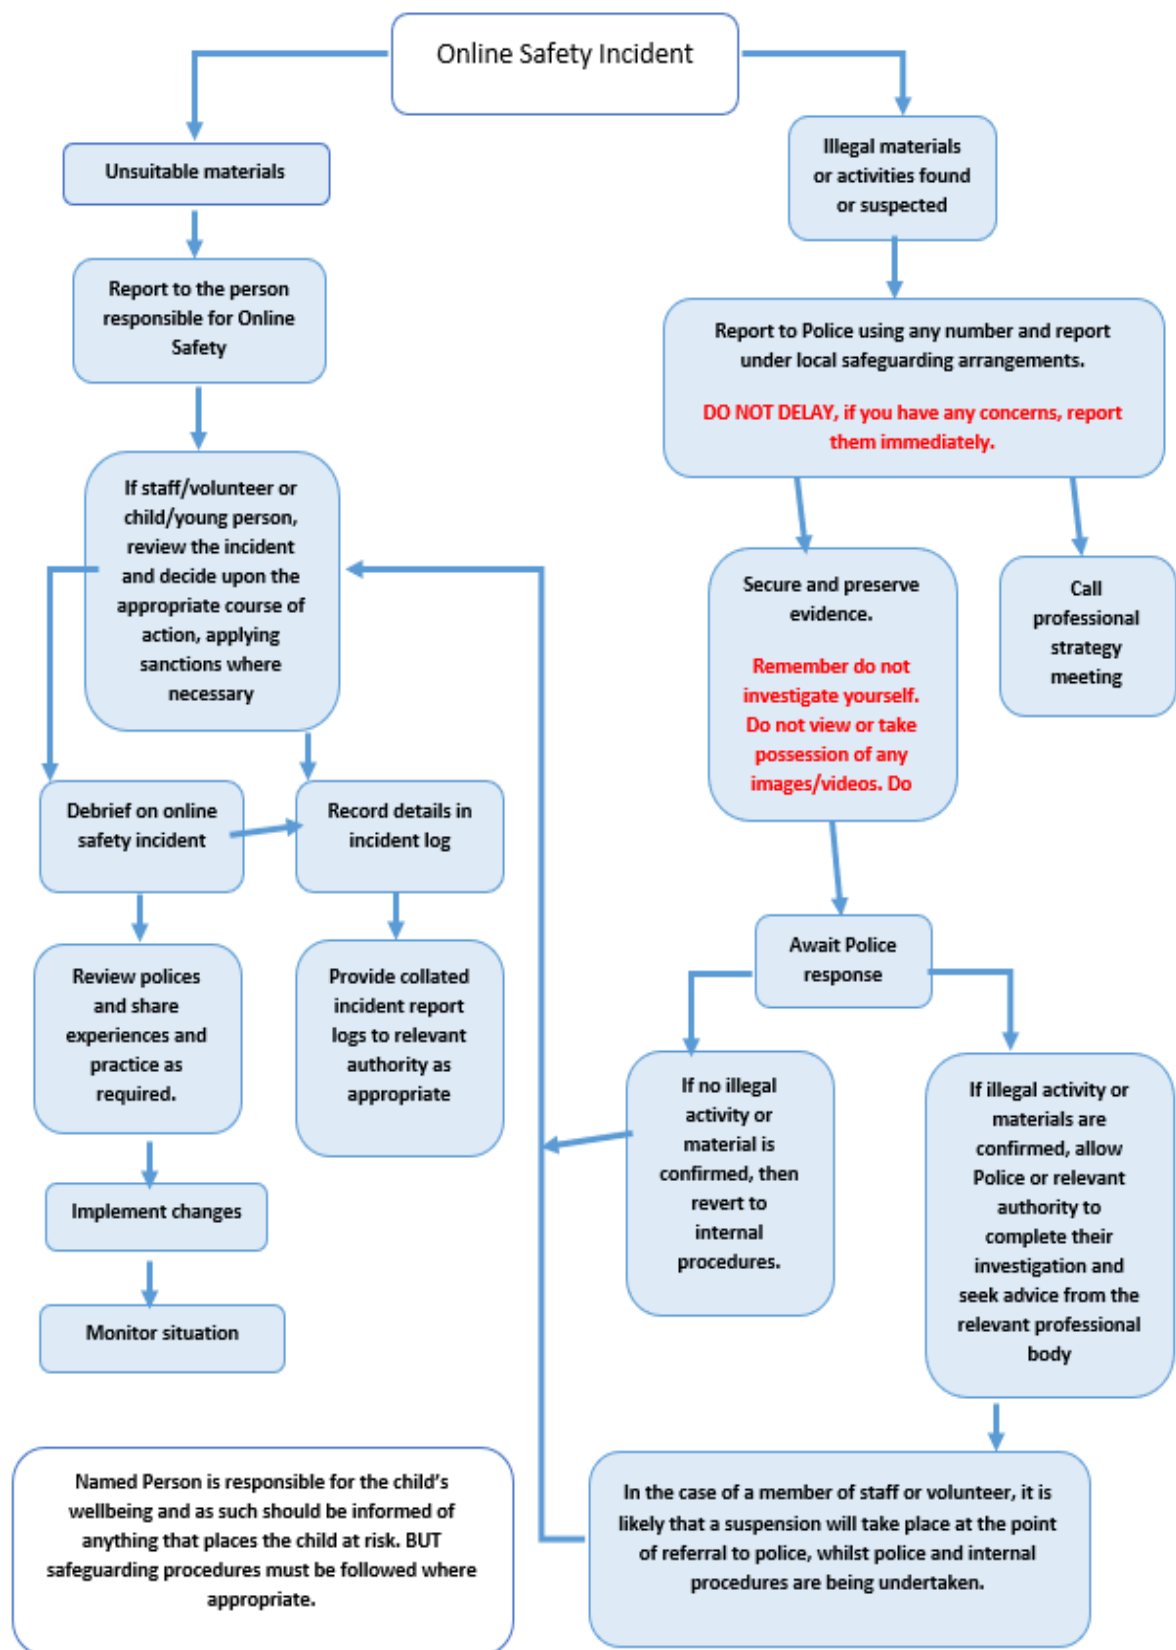 Online Safety Incident
Unsuitable materials
Illegal materials
or activities found
or suspected
Report to the person
responsible for Online
Safety
Report to Police using any number and report
under local safeguarding arrangements.
DO NOT DELAY, if you have any concerns, report
them immediately.
If staff/volunteer or
child/young person,
review the incident
and decide upon the
appropriate course of
action, applying
sanctions where
necessary
Secure and preserve
evidence.
Remember do not
investigate yourself.
Do not view or take
possession of any
images/videos. Do
Call
professional
strategy
meeting
Debrief on online
safety incident
Record details in
incident log
Await Police
response
Review polices
and share
experiences and
practice as
required.
Provide collated
incident report
logs to relevant
authority as
appropriate
If no illegal
activity or
material is
confirmed, then
revert to
internal
procedures.
If illegal activity or
materials are
confirmed, allow
Police or relevant
authority to
complete their
investigation and
seek advice from the
relevant professional
body
Implement changes
Monitor situation
Named Person is responsible for the child’s
wellbeing and as such should be informed of
anything that places the child at risk. BUT
safeguarding procedures must be followed where
appropriate.
In the case of a member of staff or volunteer, it is
likely that a suspension will take place at the point
of referral to police, whilst police and internal
procedures are being undertaken.